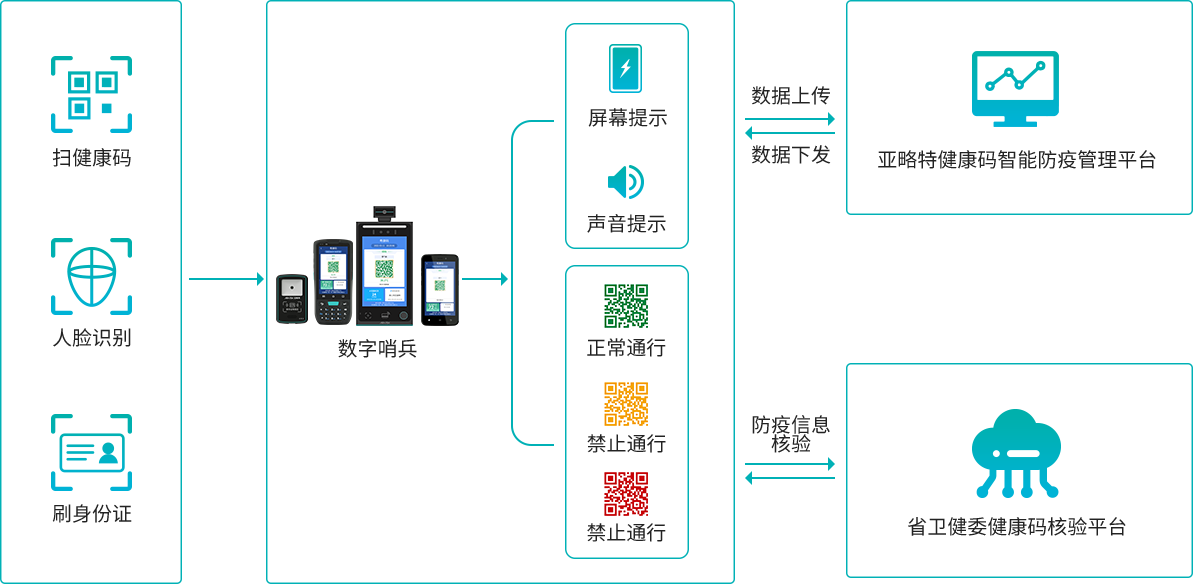 扫健康码
人脸识别
刷身份证
数字哨兵
屏幕提示
声音提示
正常通行
禁止通行
禁止通行
数据上传
数据下发
亚略特健康码智能防疫管理平台
防疫信息
核验
省卫健委健康码核验平台